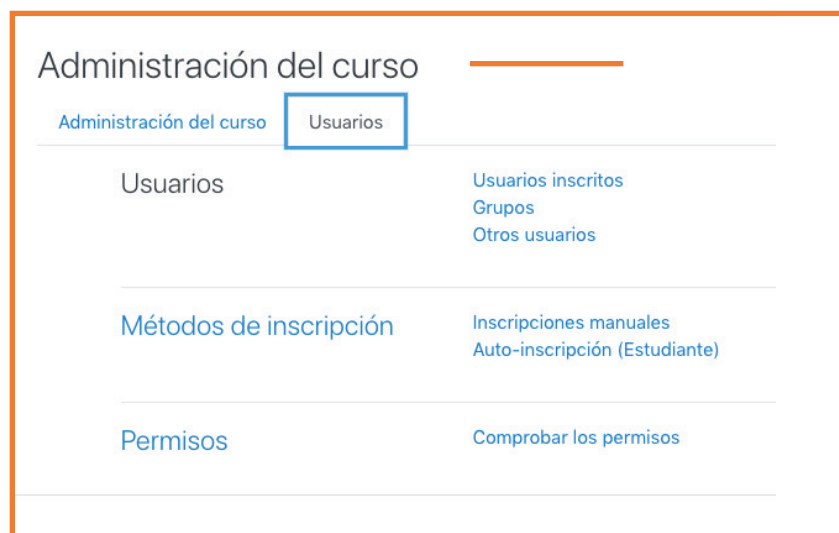 Administración del curso
Administración del curso Usuarios
Usuarios
Usuarios inscritos
Grupos
Otros usuarios
Métodos de inscripción
Inscripciones manuales
Auto-inscripción (Estudiante)
Permisos
Comprobar los permisos